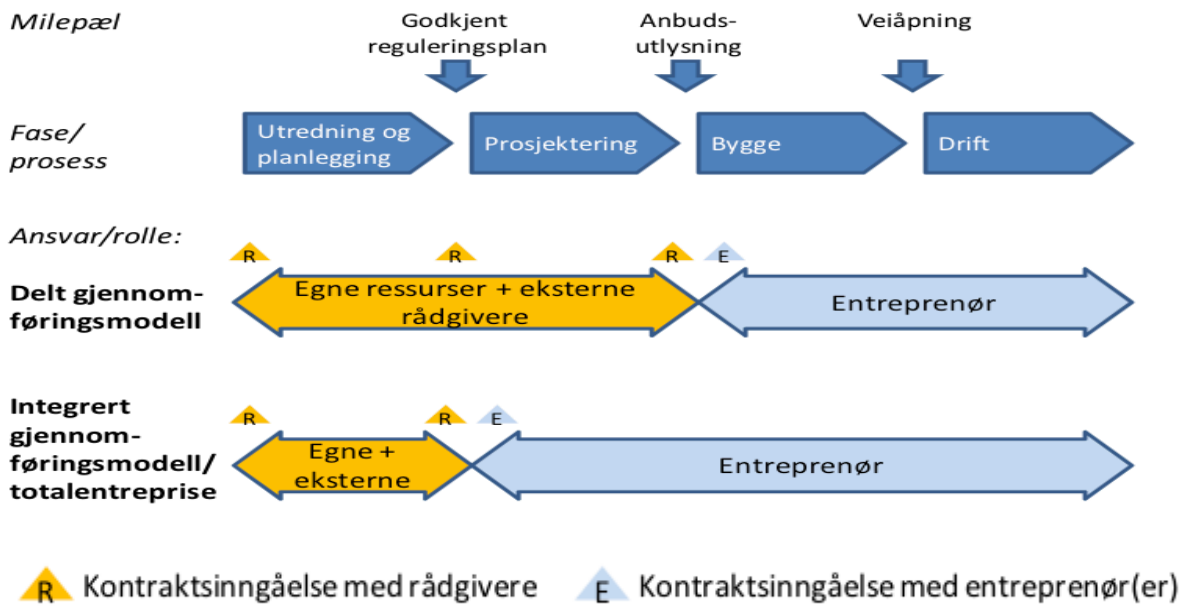 Milepæl
Godkjent
reguleringsplan
Anbuds-
utlysning
Veiåpning
Fase/
prosess
Utredning og
planlegging
Prosjektering
Bygge
Drift
Ansvar/rolle:
R
R
R
E
Delt gjennom-
føringsmodell
Egne ressurser + eksterne
rådgivere
Entreprenør
Integrert
gjennom-
føringsmodell/
totalentreprise
R
R
E
Egne +
eksterne
Entreprenør
R Kontraktsinngåelse med rådgivere
E Kontraktsinngåelse med entreprenør(er)